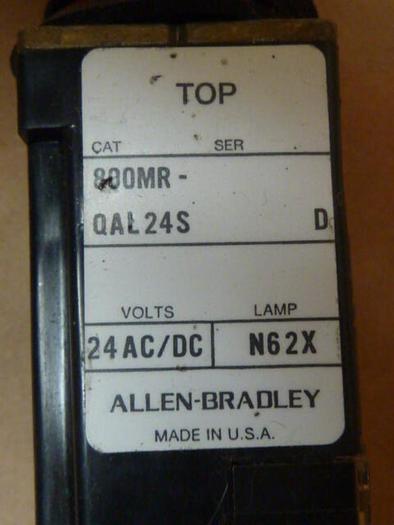 TOP
CAT SER
800MR-
QAL24S D
VOLTS LAMP
24AC/DC N62X
ALLEN-BRADLEY
MADE IN U.S.A.